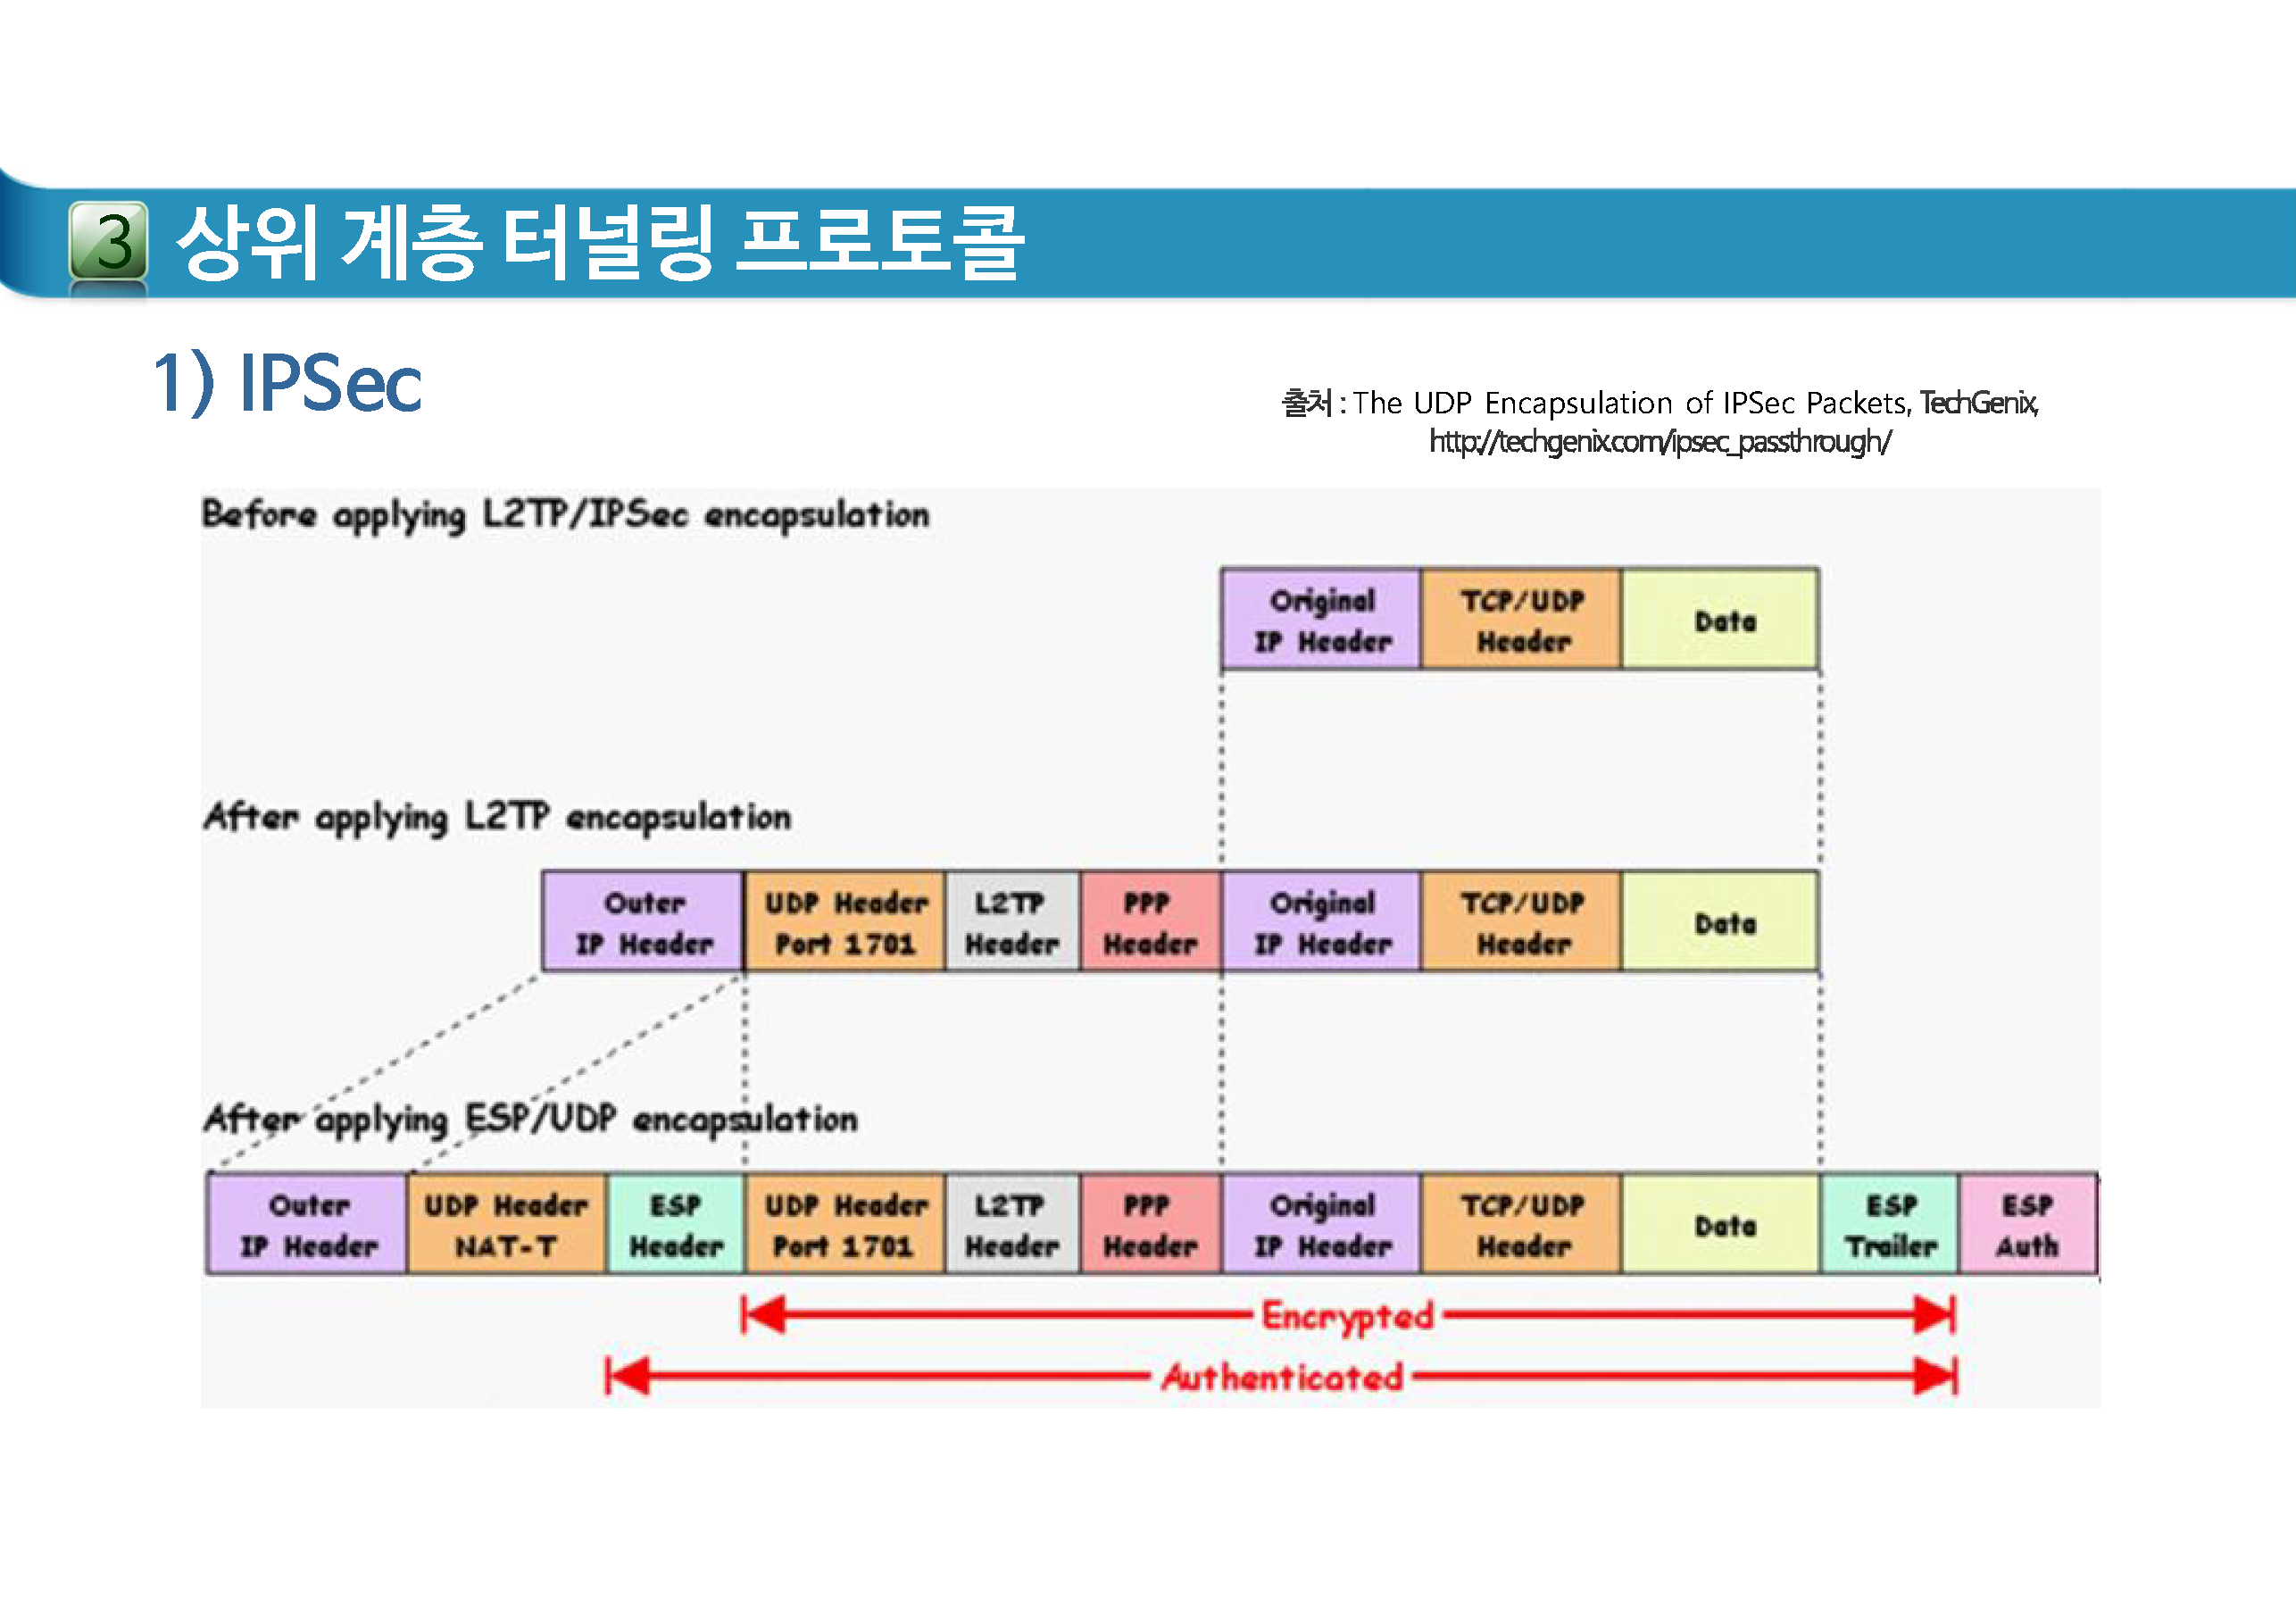 3 상위 계층 터널링 프로토콜
1) IPSec
출처 : The UDP Encapsulation of IPSec Packets, TechGenix,
http://techgenix.com/ipsec_passthrough/
Before applying L2TP/IPSec encapsulation
Original IP Header TCP/UDP Header Data
After applying L2TP encapsulation
Outer IP Header UDP Header Port 1701 L2TP Header PPP Header Original IP Header TCP/UDP Header Data
After applying ESP/UDP encapsulation
Outer IP Header UDP Header NAT-T ESP Header UDP Header Port 1701 L2TP Header PPP Header Original IP Header TCP/UDP Header Data ESP Trailer ESP Auth
Encrypted
Authenticated